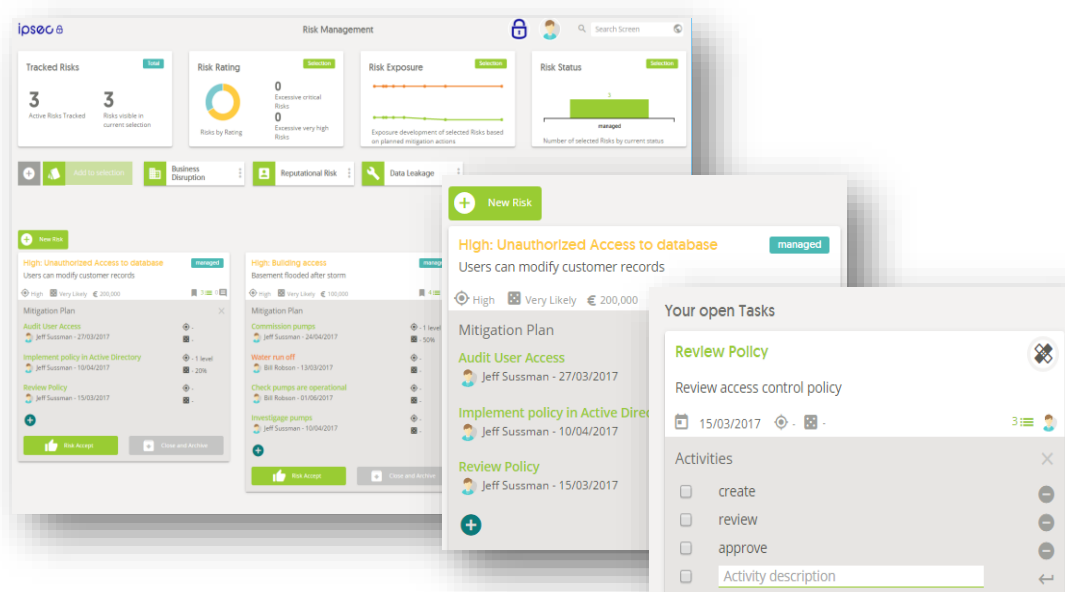 ipsec
Risk Management
Search Screen
Tracked Risks
Total
3
Active Risks Tracked
3
Risks visible in
current selection
Risk Rating
Selection
Risks by Rating
0
Excessive critical
Risks
0
Excessive very high
Risks
Risk Exposure
Selection
Exposure development of selected Risks based
on planned mitigation actions
Risk Status
Selection
3
managed
Number of selected Risks by current status
Add to selection
Business
Disruption
Reputational Risk
Data Leakage
New Risk
High: Unauthorized Access to database
managed
Users can modify customer records
High Very Likely € 200,000
3 0
Mitigation Plan
Audit User Access
-
Jeff Sussman - 27/03/2017
-
Implement policy in Active Directory
- 1 level
Jeff Sussman - 10/04/2017
- 20%
Review Policy
-
Jeff Sussman - 15/03/2017
-
Risk Accept
Close and Archive
High: Building access
manag
Basement flooded after storm
High Very Likely € 100,000
4
Mitigation Plan
Commission pumps
- 1 level
Jeff Sussman - 24/04/2017
- 50%
Water run off
-
Bill Robson - 13/03/2017
-
Check pumps are operational
-
Bill Robson - 01/06/2017
-
Investigage pumps
-
Jeff Sussman - 10/04/2017
-
Risk Accept
Close and Archive
New Risk
High: Unauthorized Access to database
managed
Users can modify customer records
High Very Likely € 200,000
Mitigation Plan
Audit User Access
Jeff Sussman - 27/03/2017
Implement policy in Active Direc
Jeff Sussman - 10/04/2017
Review Policy
Jeff Sussman - 15/03/2017
Your open Tasks
Review Policy
Review access control policy
15/03/2017 - -
3
Activities
create
review
approve
Activity description